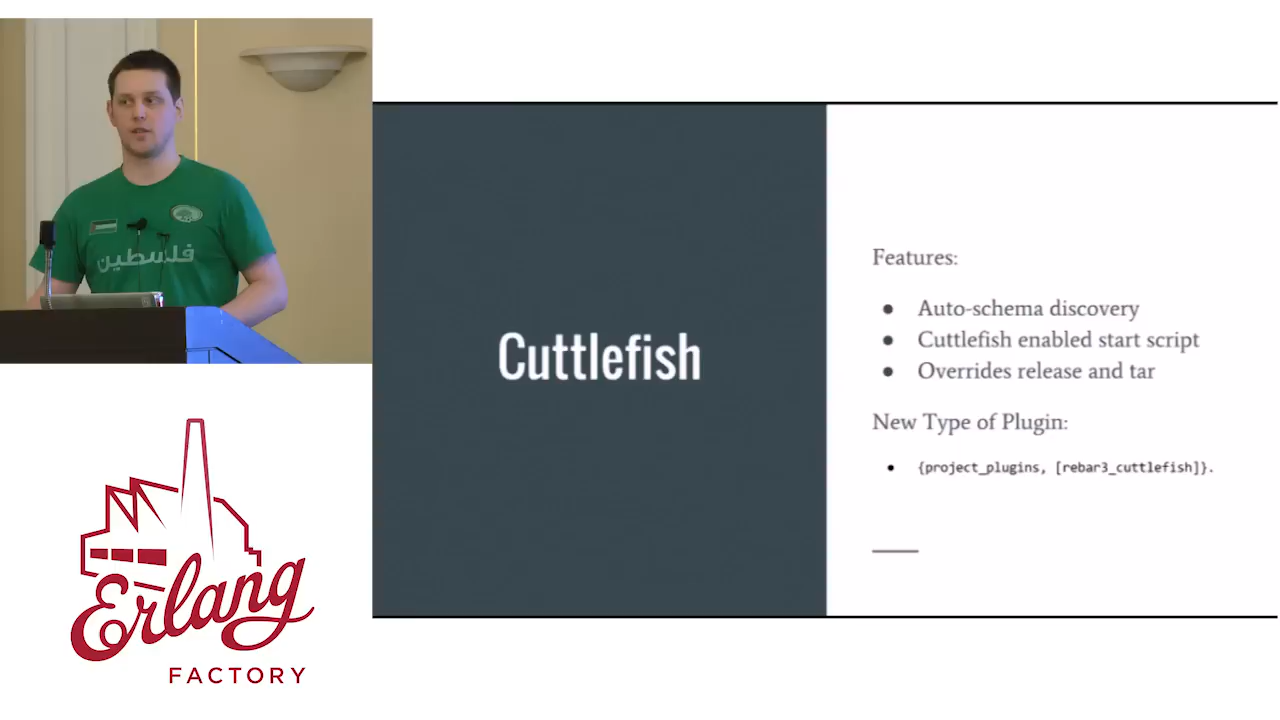 فلسطين
Cuttlefish
Features:
● Auto-schema discovery
● Cuttlefish enabled start script
● Overrides release and tar
New Type of Plugin:
● {project_plugins, [rebar3_cuttlefish]}.
Erlang
FACTORY